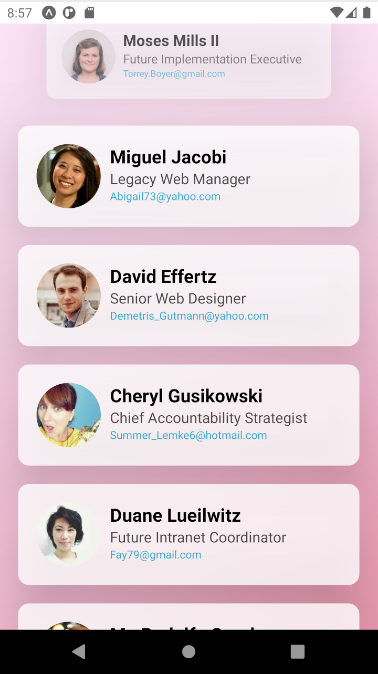 8:57
Moses Mills II
Future Implementation Executive
Torrey.Boyer@gmail.com
Miguel Jacobi
Legacy Web Manager
Abigail73@yahoo.com
David Effertz
Senior Web Designer
Demetris_Gutmann@yahoo.com
Cheryl Gusikowski
Chief Accountability Strategist
Summer_Lemke6@hotmail.com
Duane Lueilwitz
Future Intranet Coordinator
Fay79@gmail.com